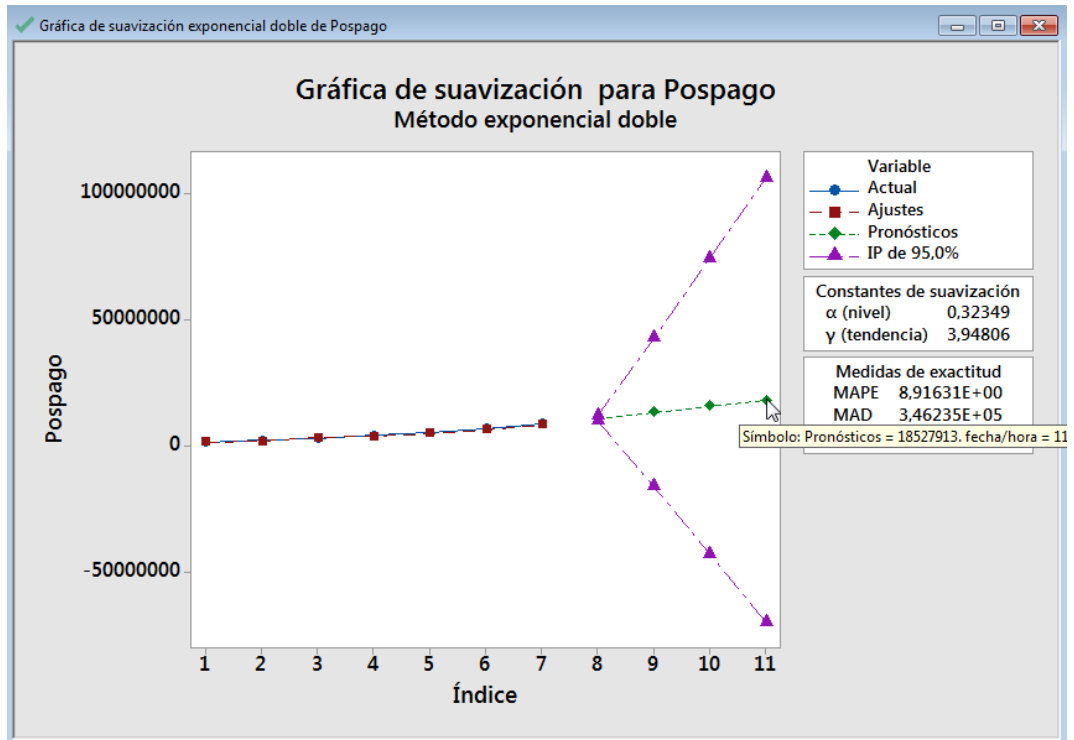 Gráfica de suavización exponencial doble de Pospago
Gráfica de suavización para Pospago
Método exponencial doble
Pospago
100000000
50000000
0
-50000000
1 2 3 4 5 6 7 8 9 10 11
Índice
Variable
Actual
Ajustes
Pronósticos
IP de 95,0%
Constantes de suavización
α (nivel) 0,32349
γ (tendencia) 3,94806
Medidas de exactitud
MAPE 8,91631E+00
MAD 3,46235E+05
Símbolo: Pronósticos = 18527913. fecha/hora = 11